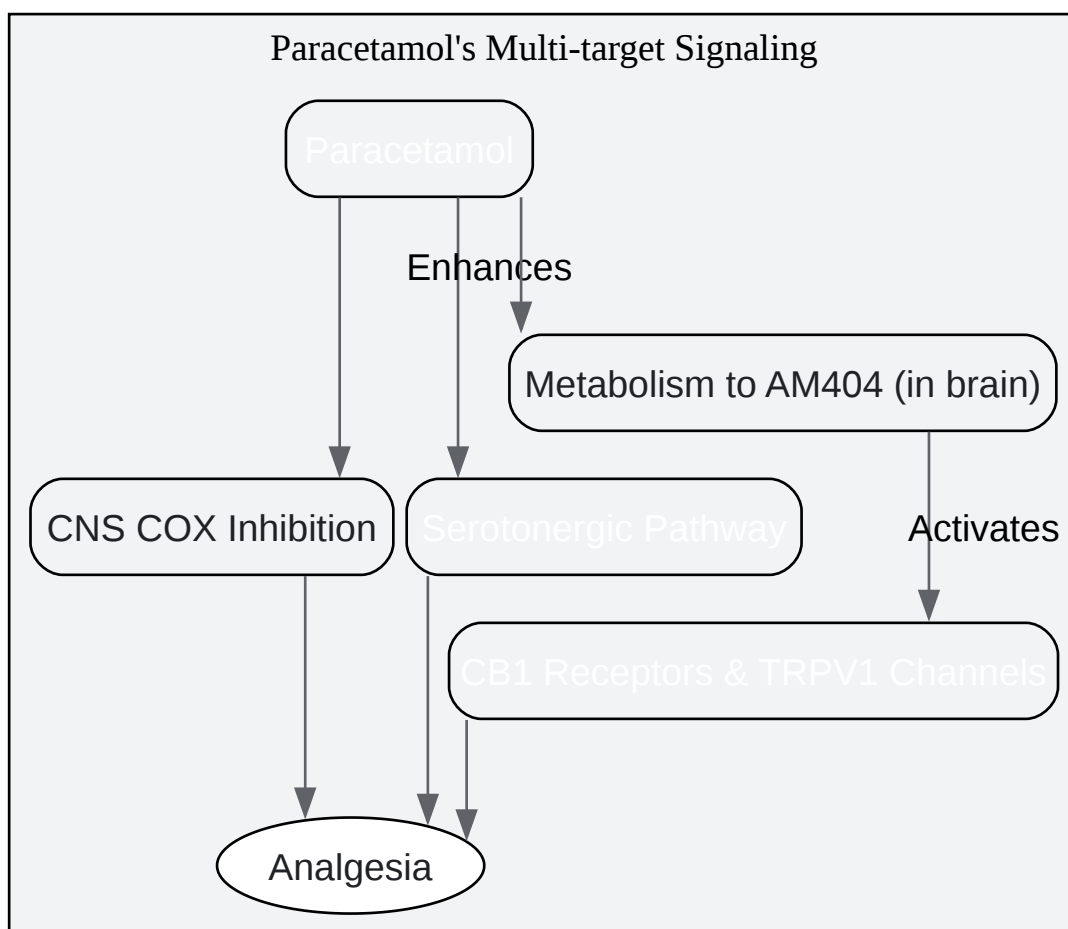 Paracetamol's Multi-target Signaling
Paracetamol
Enhances
Metabolism to AM404 (in brain)
CNS COX Inhibition
Serotonergic Pathway
Activates
CB1 Receptors & TRPV1 Channels
Analgesia